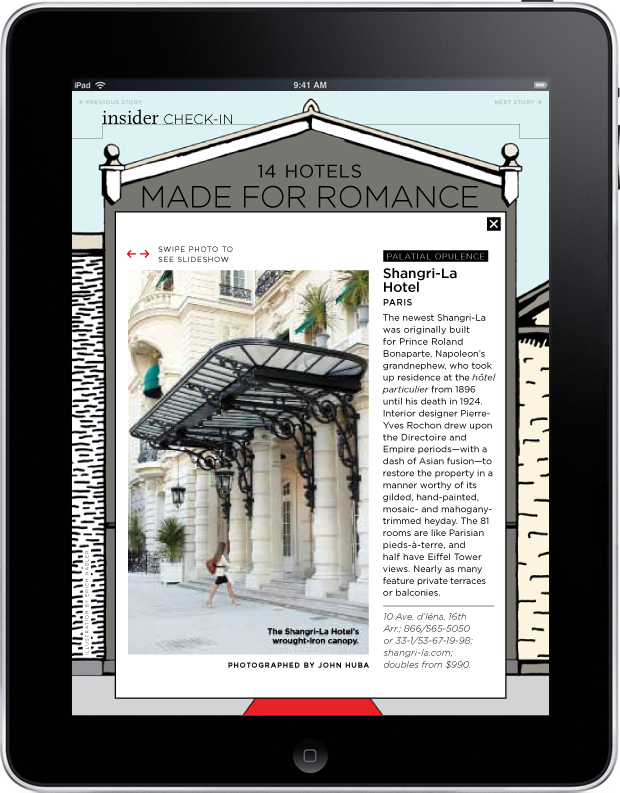 iPad
9:41 AM
← PREVIOUS STORY
NEXT STORY →
insider CHECK-IN
14 HOTELS
MADE FOR ROMANCE
SWIPE PHOTO TO
SEE SLIDESHOW
PALATIAL OPULENCE
Shangri-La
Hotel
PARIS
The newest Shangri-La
was originally built
for Prince Roland
Bonaparte, Napoleon's
grandnephew, who took
up residence at the hôtel
particulier from 1896
until his death in 1924.
Interior designer Pierre-
Yves Rochon drew upon
the Directoire and
Empire periods—with a
dash of Asian fusion—to
restore the property in a
manner worthy of its
gilded, hand-painted,
mosaic- and mahogany-
trimmed heyday. The 81
rooms are like Parisian
pieds-à-terre, and
half have Eiffel Tower
views. Nearly as many
feature private terraces
or balconies.
10 Ave. d'Iéna, 16th
Arr.; 866/565-5050
or 33-1/53-67-19-98;
shangri-la.com;
doubles from $990.
The Shangri-La Hotel's
wrought-iron canopy.
PHOTOGRAPHED BY JOHN HUBA
ILLUSTRATION BY ERICH NAGLER